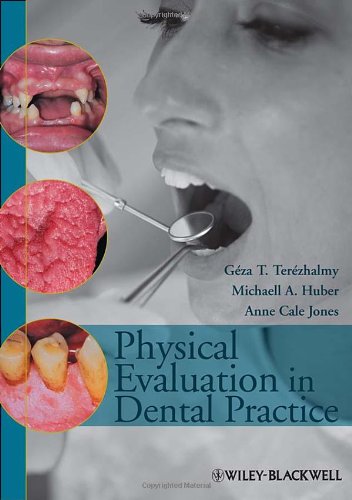 Géza T. Terézhalmy
Michaell A. Huber
Anne Cale Jones
Physical
Evaluation in
Dental Practice
WILEY-BLACKWELL